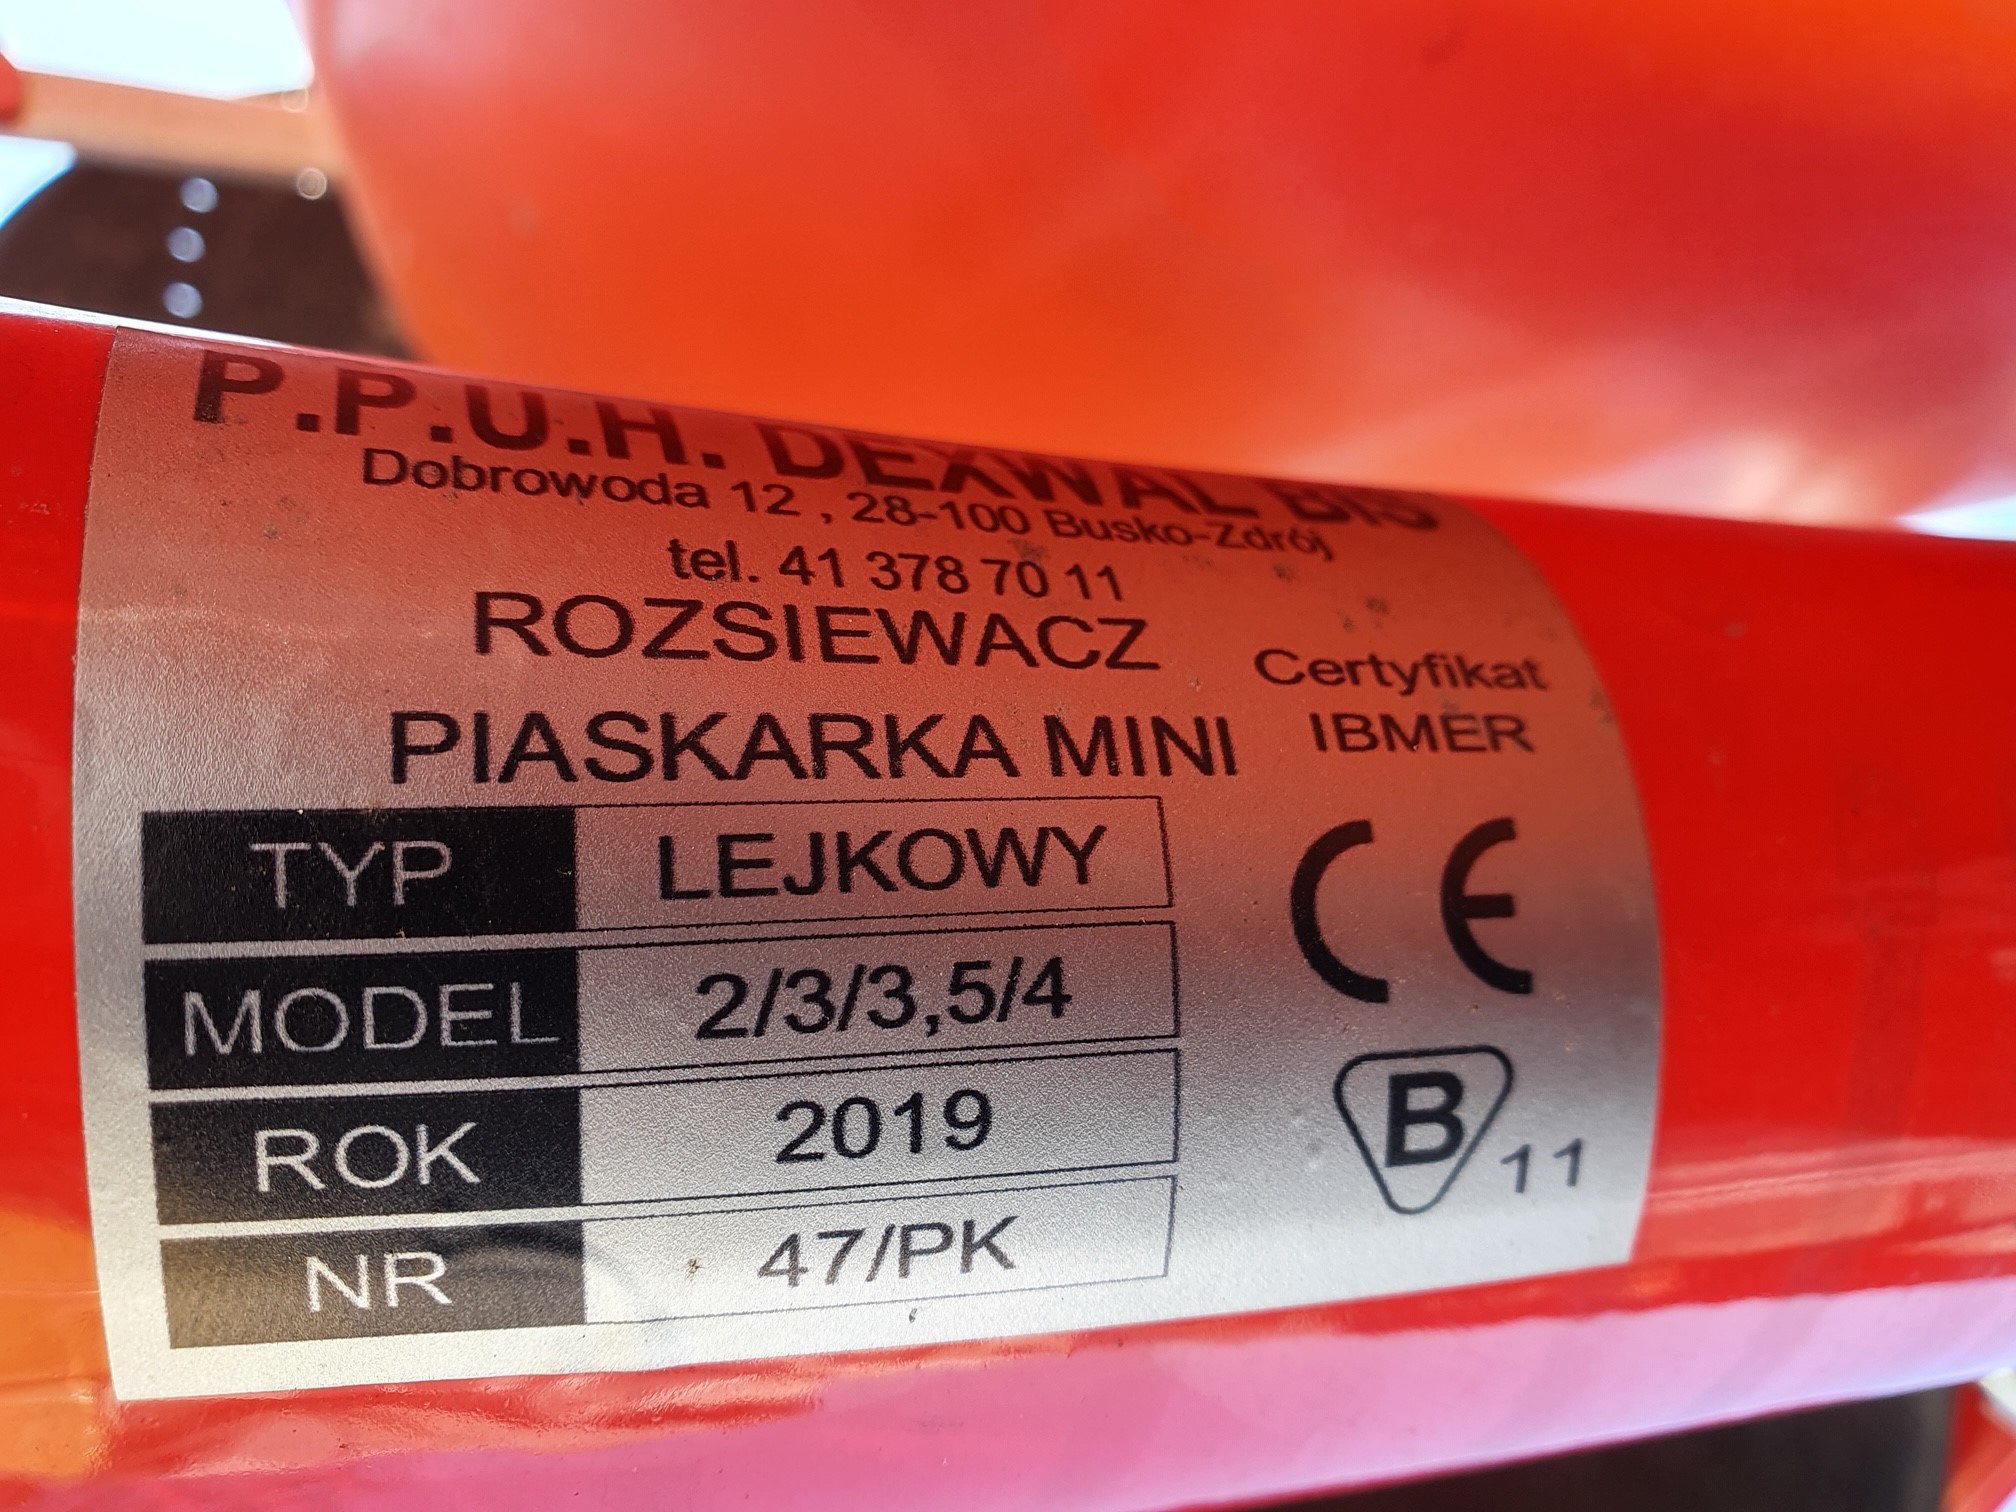 P.P.U.H. DEXWAL BIS
Dobrowoda 12 , 28-100 Busko-Zdrój
tel. 41 378 70 11
ROZSIEWACZ
PIASKARKA MINI
Certyfikat
IBMER
TYP LEJKOWY
MODEL 2/3/3,5/4
ROK 2019
NR 47/PK
CE
B 11